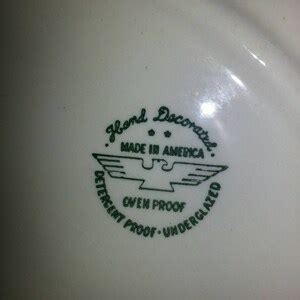 Hand Decorated
MADE IN AMERICA
OVEN PROOF
DETERGENT PROOF · UNDERGLAZED